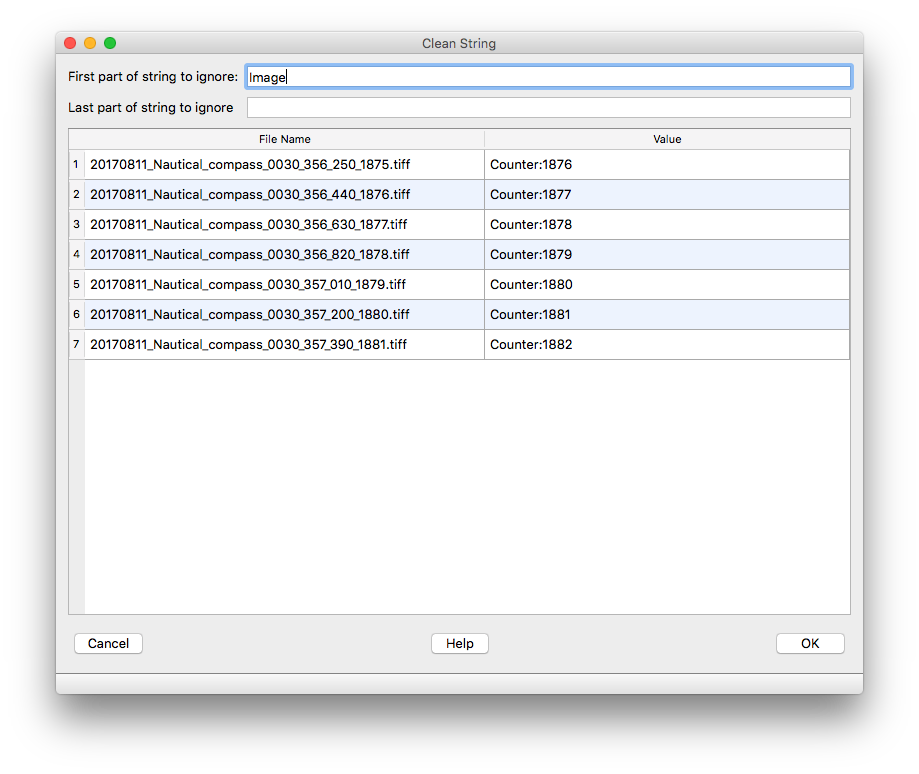 Clean String
First part of string to ignore: Image
Last part of string to ignore
File Name Value
1 20170811_Nautical_compass_0030_356_250_1875.tiff Counter:1876
2 20170811_Nautical_compass_0030_356_440_1876.tiff Counter:1877
3 20170811_Nautical_compass_0030_356_630_1877.tiff Counter:1878
4 20170811_Nautical_compass_0030_356_820_1878.tiff Counter:1879
5 20170811_Nautical_compass_0030_357_010_1879.tiff Counter:1880
6 20170811_Nautical_compass_0030_357_200_1880.tiff Counter:1881
7 20170811_Nautical_compass_0030_357_390_1881.tiff Counter:1882
Cancel Help OK